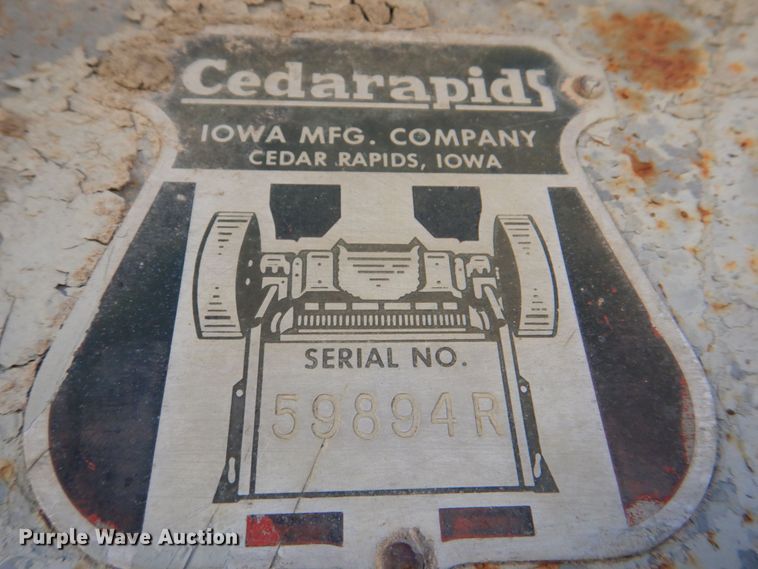 Cedarapids
IOWA MFG. COMPANY
CEDAR RAPIDS, IOWA
SERIAL NO.
59894R
Purple Wave Auction